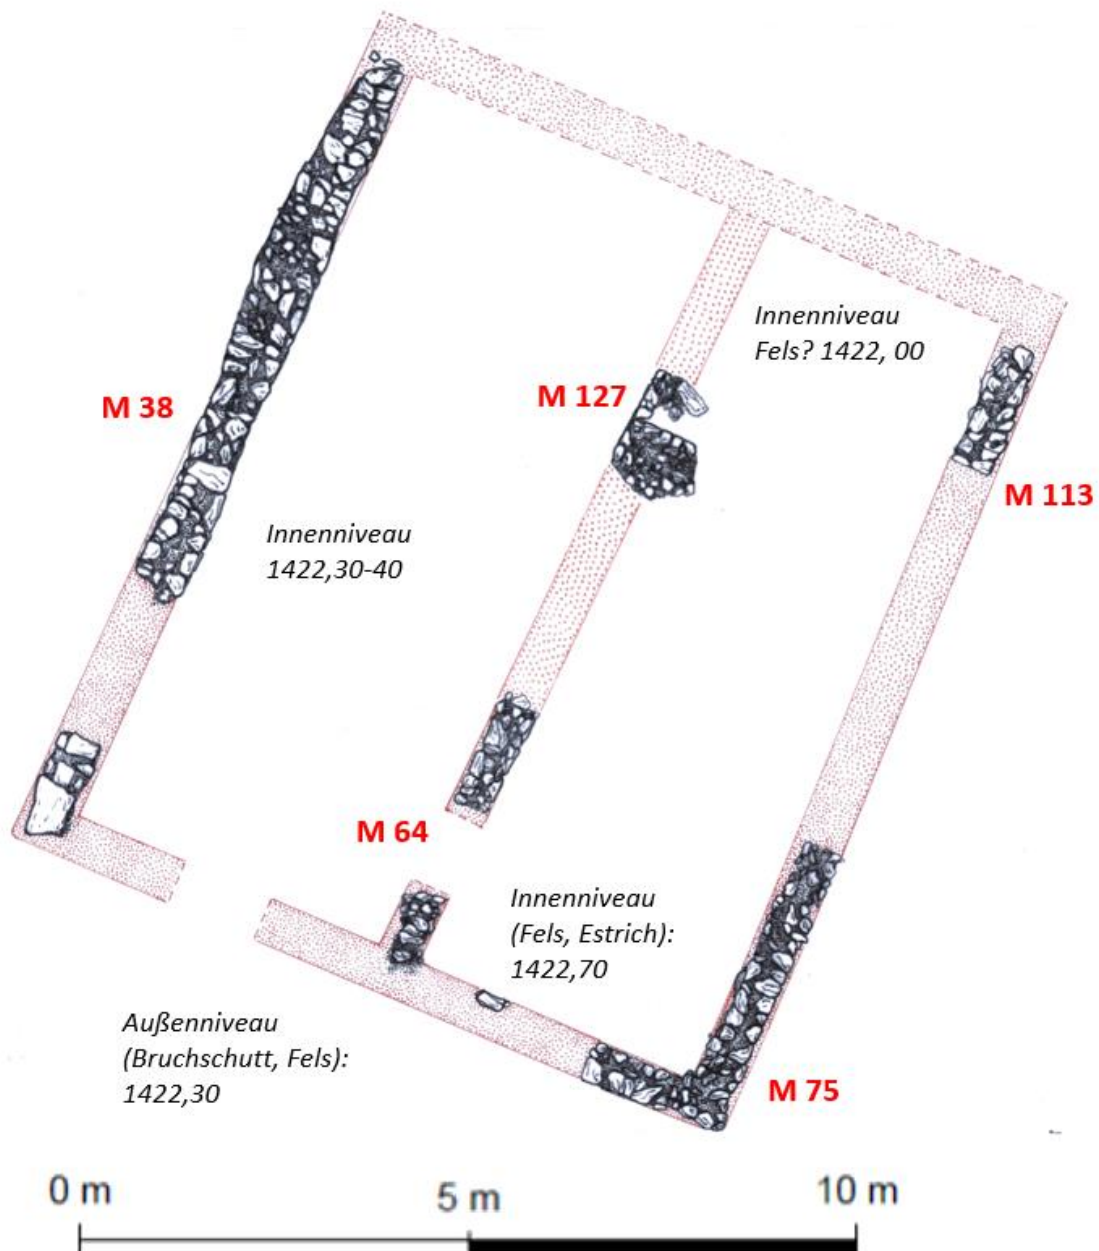 Innenniveau
Fels? 1422, 00
M 38
M 127
M 113
Innenniveau
1422,30-40
M 64
Innenniveau
(Fels, Estrich):
1422,70
Außenniveau
(Bruchschutt, Fels):
1422,30
M 75
0 m
5 m
10 m